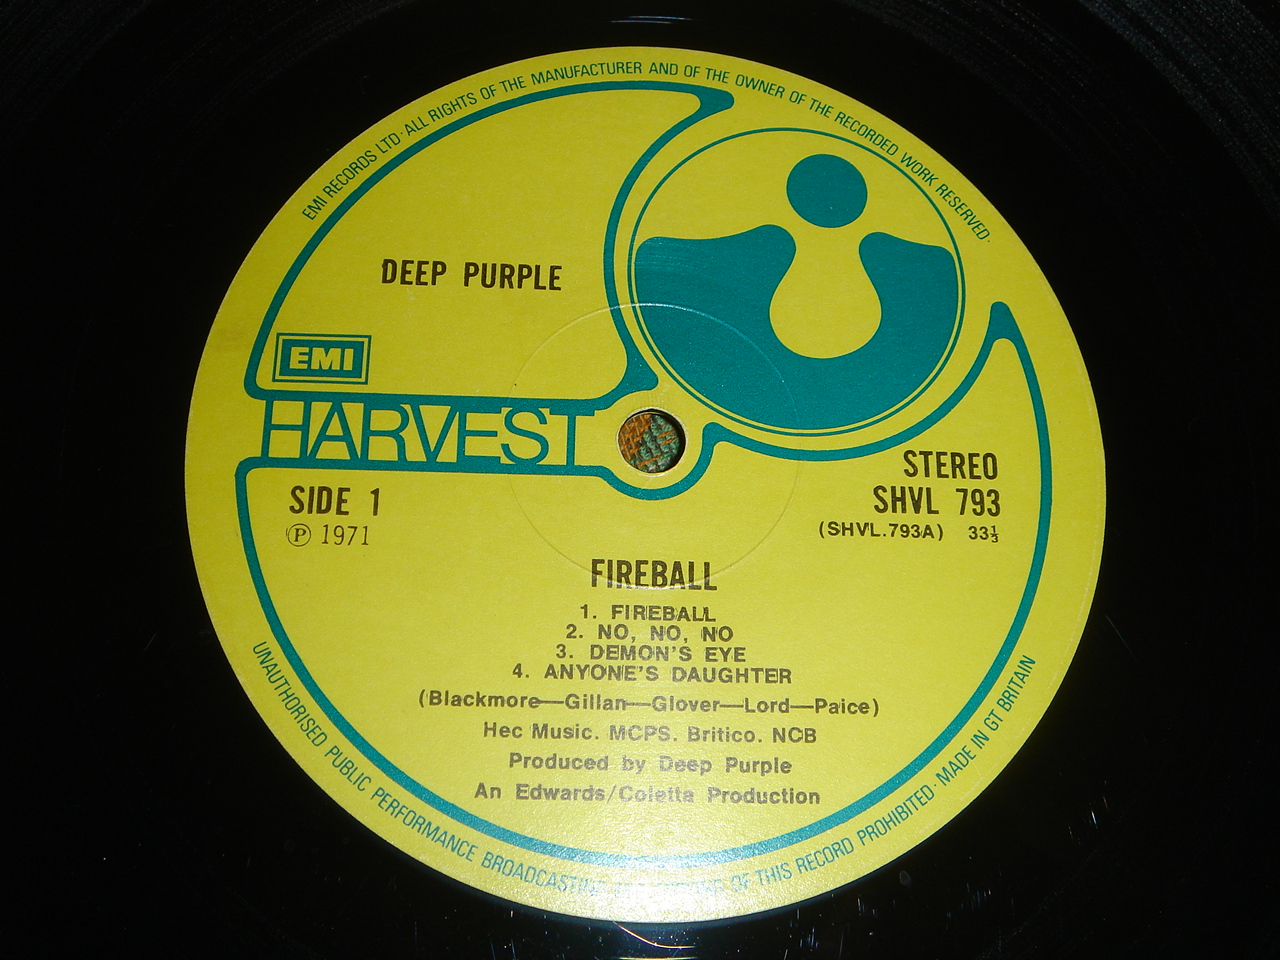 EMI RECORDS LTD·ALL RIGHTS OF THE MANUFACTURER AND OF THE OWNER OF THE RECORDED WORK RESERVED·
DEEP PURPLE
EMI
HARVEST
STEREO
SIDE 1
SHVL 793
℗ 1971
(SHVL.793A) 33⅓
FIREBALL
1. FIREBALL
2. NO, NO, NO
3. DEMON'S EYE
4. ANYONE'S DAUGHTER
(Blackmore—Gillan—Glover—Lord—Paice)
Hec Music. MCPS. Britico. NCB
Produced by Deep Purple
An Edwards/Coletta Production
UNAUTHORISED PUBLIC PERFORMANCE BROADCASTING OF THIS RECORD PROHIBITED·MADE IN GT BRITAIN